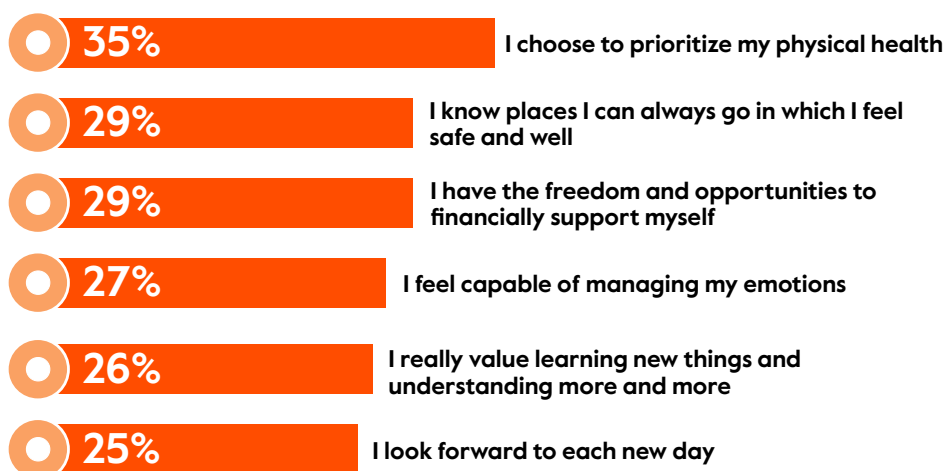 35%
I choose to prioritize my physical health
29%
I know places I can always go in which I feel
safe and well
29%
I have the freedom and opportunities to
financially support myself
27%
I feel capable of managing my emotions
26%
I really value learning new things and
understanding more and more
25%
I look forward to each new day